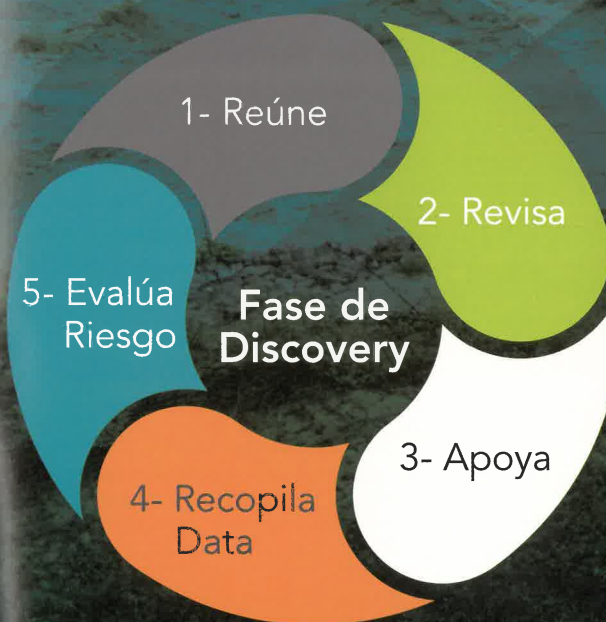 1- Reúne
2- Revisa
3- Apoya
4- Recopila
Data
5- Evalúa
Riesgo
Fase de
Discovery